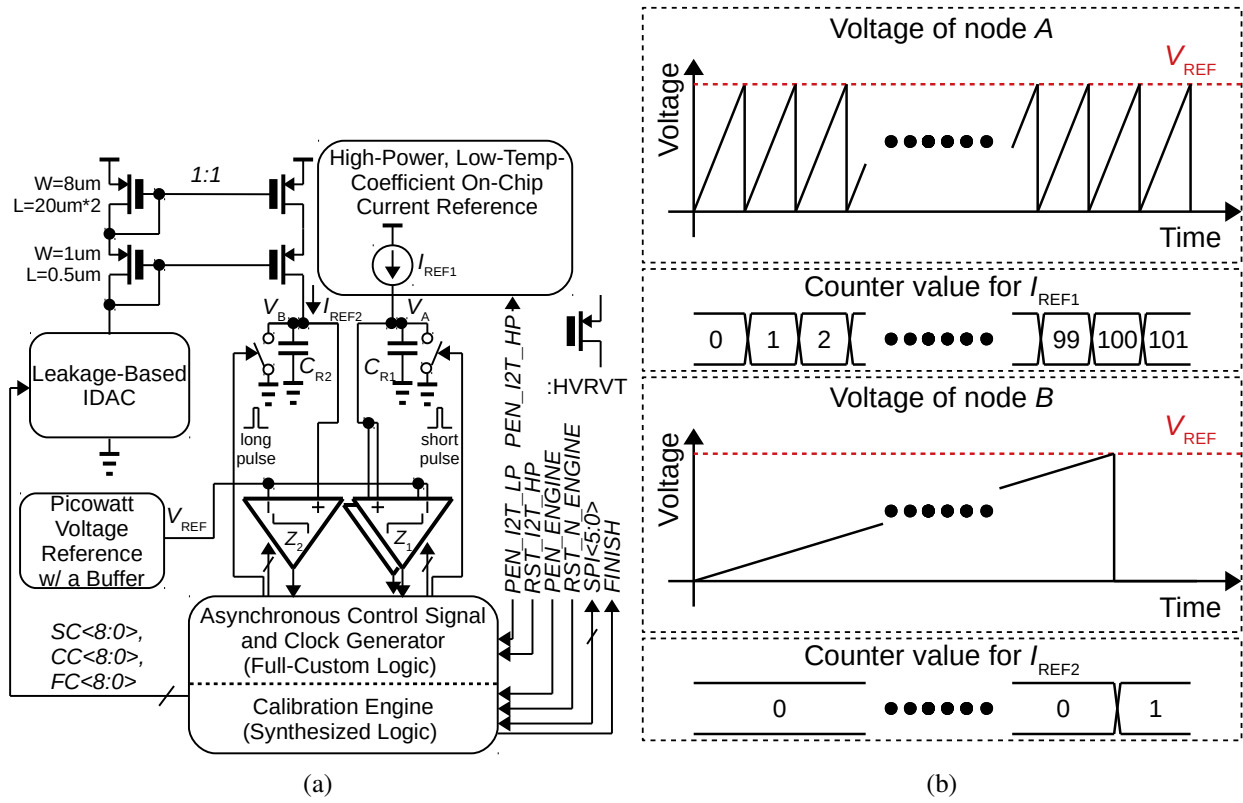 W=8um
L=20um*2
1:1
W=1um
L=0.5um
High-Power, Low-Temp-
Coefficient On-Chip
Current Reference
I_REF1
V_B
I_REF2
V_A
C_R2
C_R1
Leakage-Based
IDAC
long
pulse
short
pulse
:HVRVT
Picowatt
Voltage
Reference
w/ a Buffer
V_REF
+
Z_2
+
Z_1
PEN_I2T_LP
PEN_I2T_HP
RST_I2T_HP
PEN_ENGINE
RST_N_ENGINE
SPI<5:0>
FINISH
SC<8:0>,
CC<8:0>,
FC<8:0>
Asynchronous Control Signal
and Clock Generator
(Full-Custom Logic)
Calibration Engine
(Synthesized Logic)
(a)
Voltage of node A
V_REF
Voltage
Time
Counter value for I_REF1
0 1 2 99 100 101
Voltage of node B
V_REF
Voltage
Time
Counter value for I_REF2
0 0 1
(b)